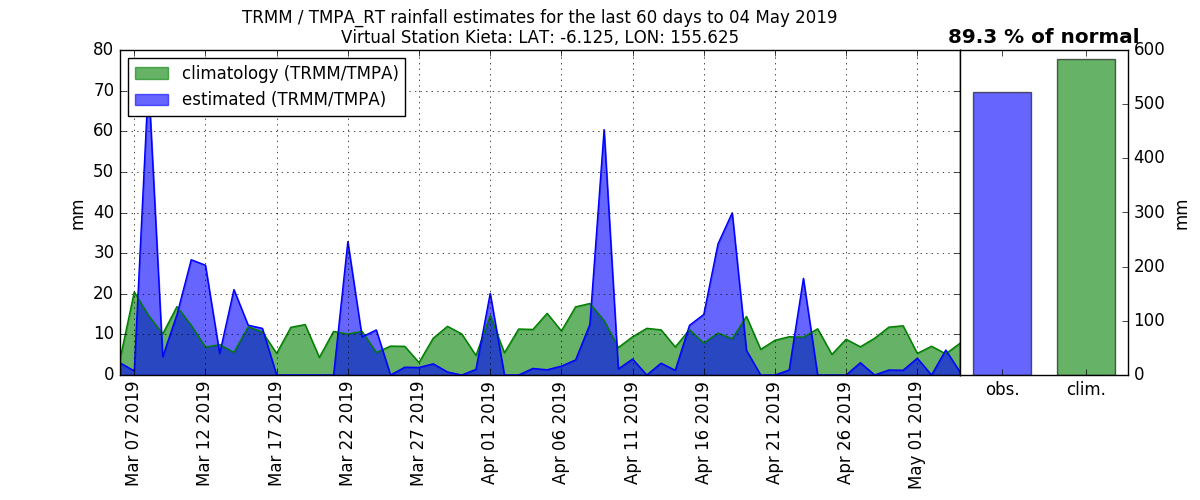 TRMM / TMPA_RT rainfall estimates for the last 60 days to 04 May 2019
Virtual Station Kieta: LAT: -6.125, LON: 155.625
89.3 % of normal
climatology (TRMM/TMPA)
estimated (TRMM/TMPA)
80
70
60
50
40
30
20
10
0
mm
Mar 07 2019
Mar 12 2019
Mar 17 2019
Mar 22 2019
Mar 27 2019
Apr 01 2019
Apr 06 2019
Apr 11 2019
Apr 16 2019
Apr 21 2019
Apr 26 2019
May 01 2019
obs.
clim.
600
500
400
300
200
100
0
mm